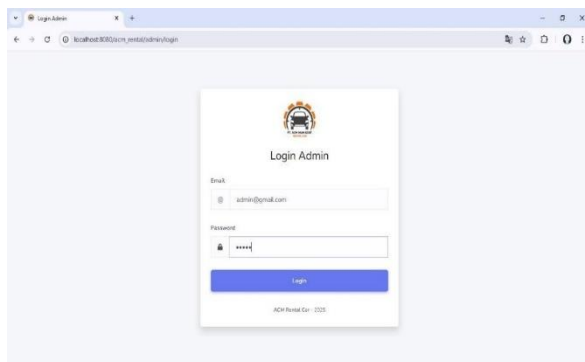 Login Admin
localhost:8080/acm_rental/admin/login
Login Admin
Email
@ admin@gmail.com
Password
•••••
Login
ACM Rental Car - 2025